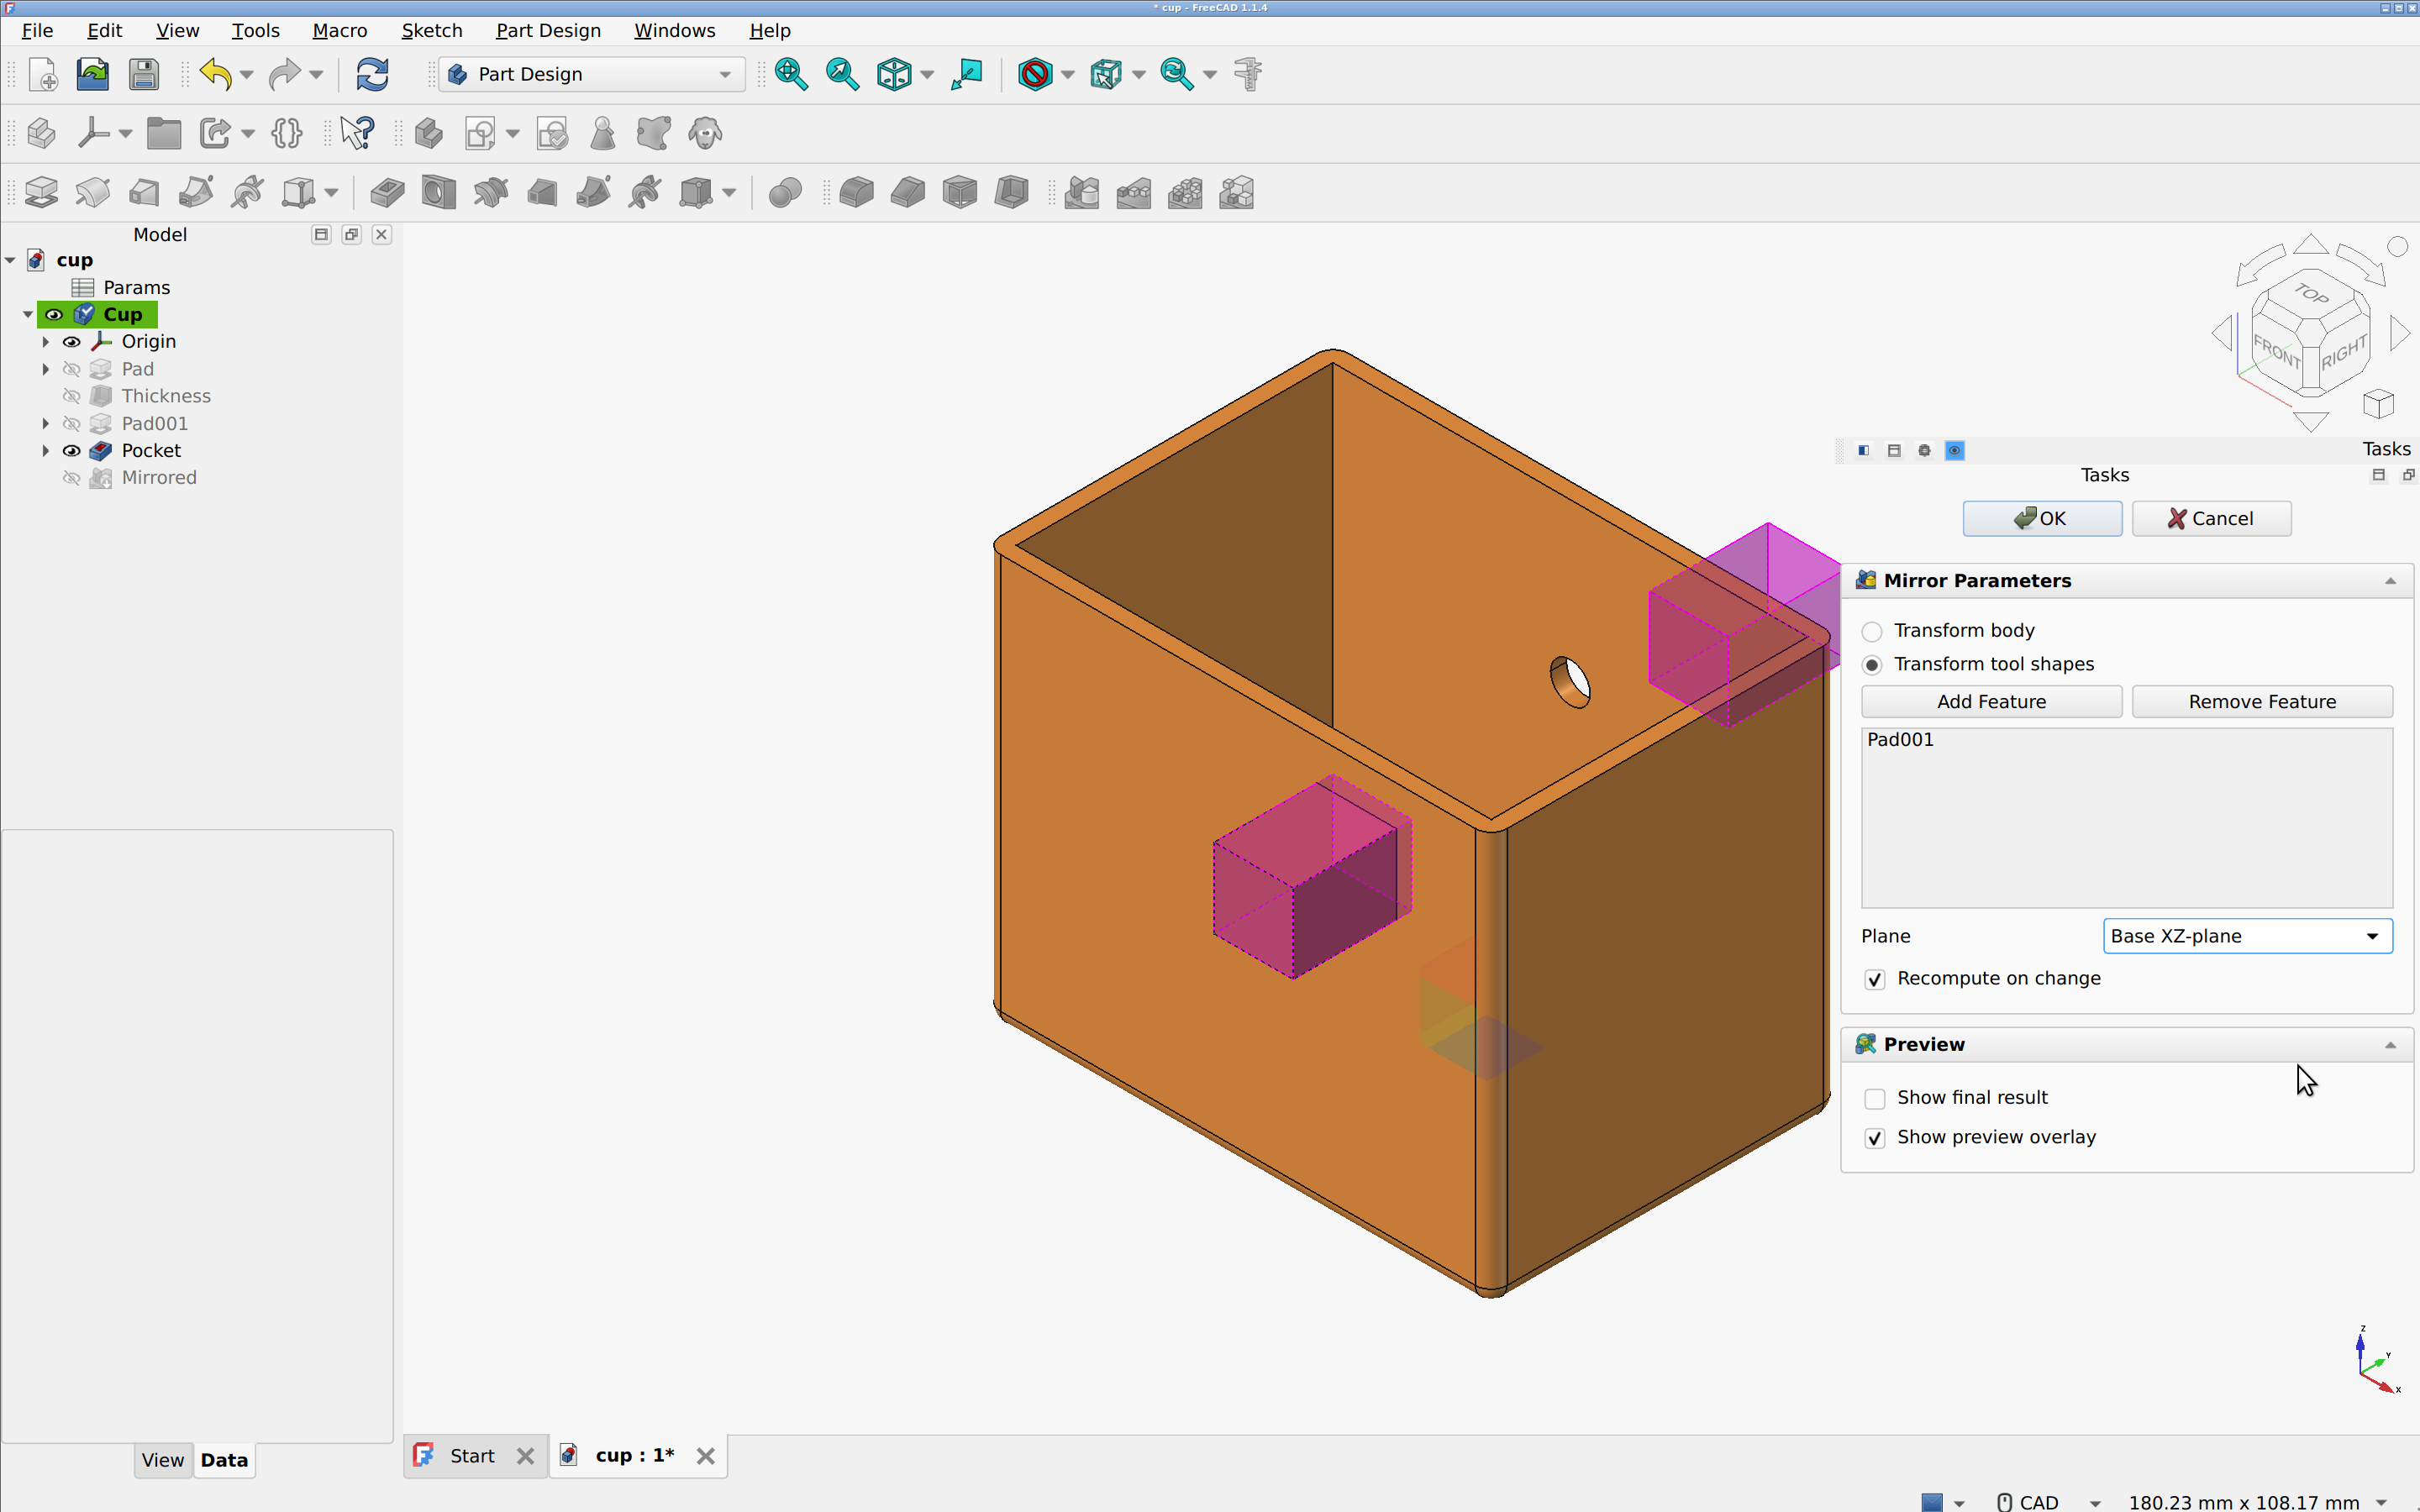 * cup - FreeCAD 1.1.4
File Edit View Tools Macro Sketch Part Design Windows Help
Part Design
Model
cup
Params
Cup
Origin
Pad
Thickness
Pad001
Pocket
Mirrored
TOP
FRONT
RIGHT
Tasks
Tasks
OK Cancel
Mirror Parameters
Transform body
Transform tool shapes
Add Feature Remove Feature
Pad001
Plane Base XZ-plane
Recompute on change
Preview
Show final result
Show preview overlay
Z
Y
X
View Data
Start cup : 1*
CAD 180.23 mm x 108.17 mm